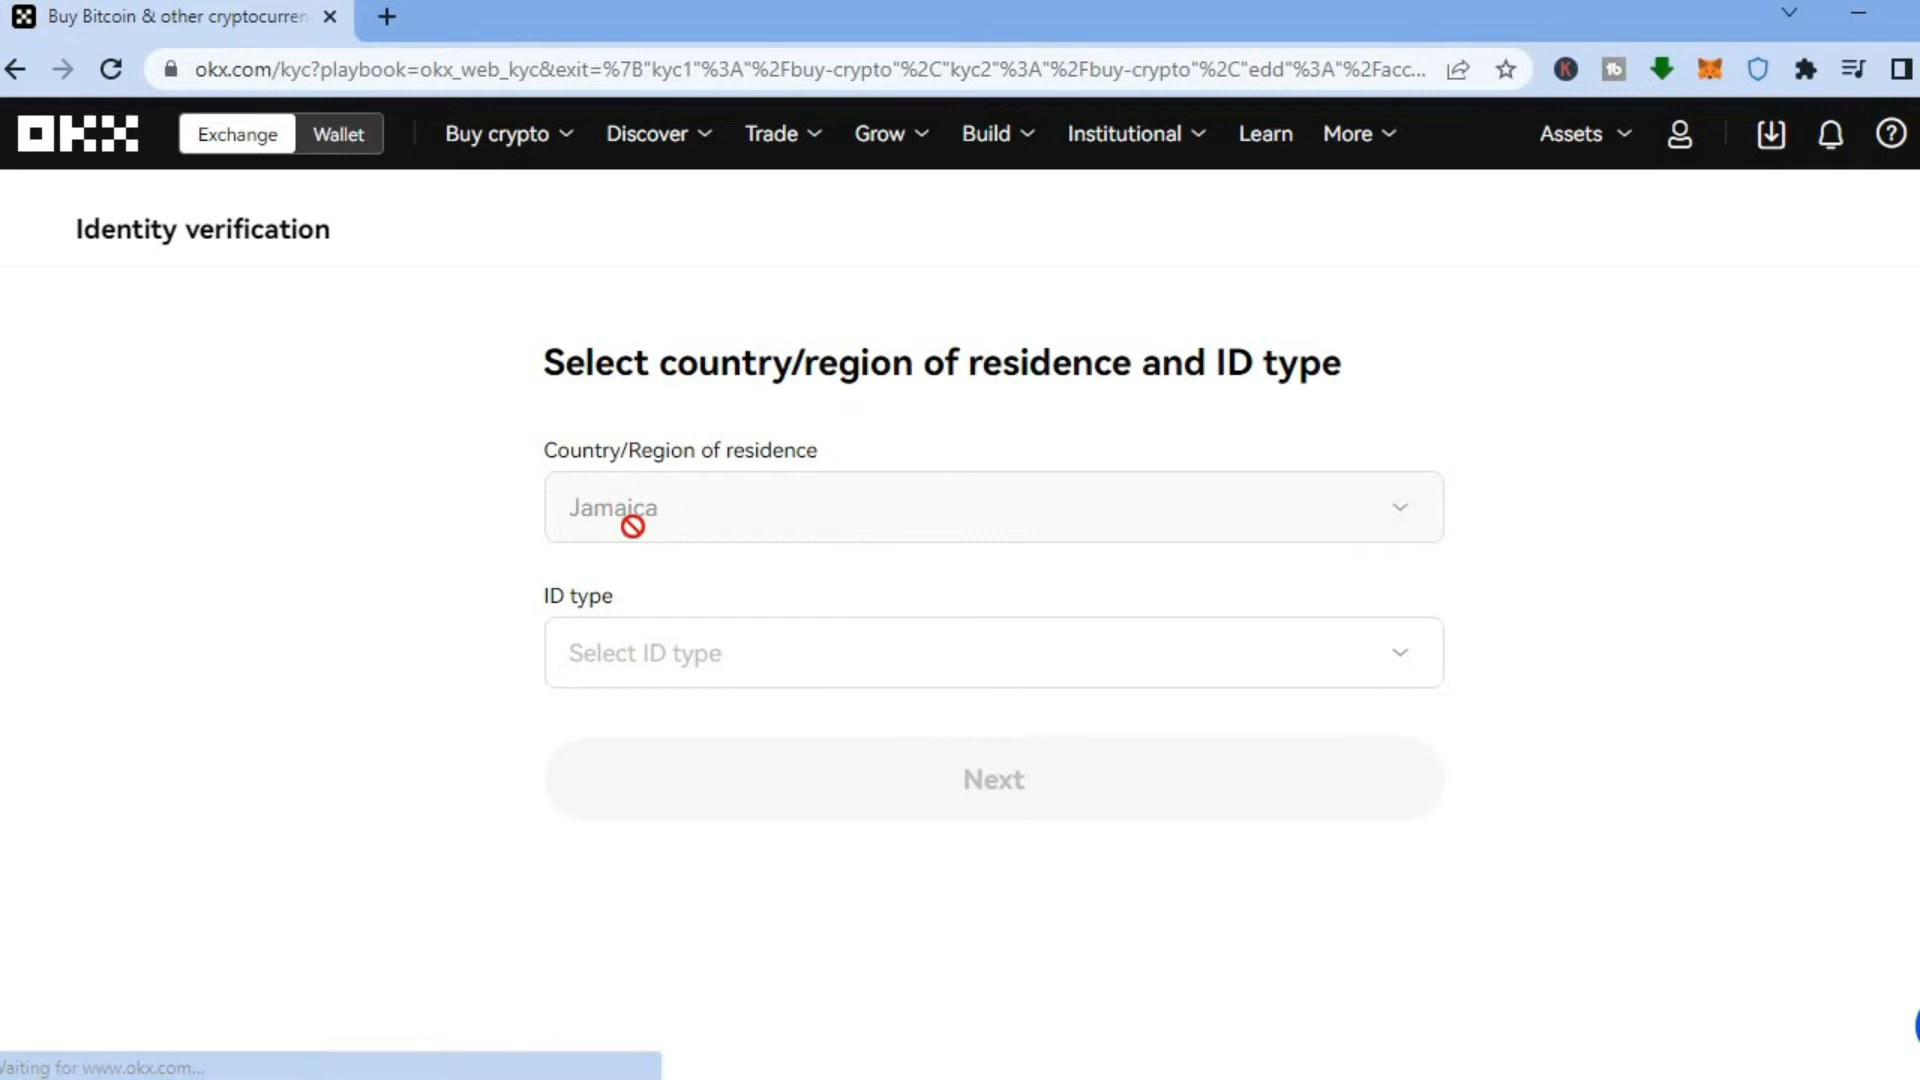 Buy Bitcoin & other cryptocurren
okx.com/kyc?playbook=okx_web_kyc&exit=%7B"kyc1"%3A"%2Fbuy-crypto"%2C"kyc2"%3A"%2Fbuy-crypto"%2C"edd"%3A"%2Facc...
K
tb
OKX
Exchange
Wallet
Buy crypto
Discover
Trade
Grow
Build
Institutional
Learn
More
Assets
Identity verification
Select country/region of residence and ID type
Country/Region of residence
Jamaica
ID type
Select ID type
Next
Waiting for www.okx.com...